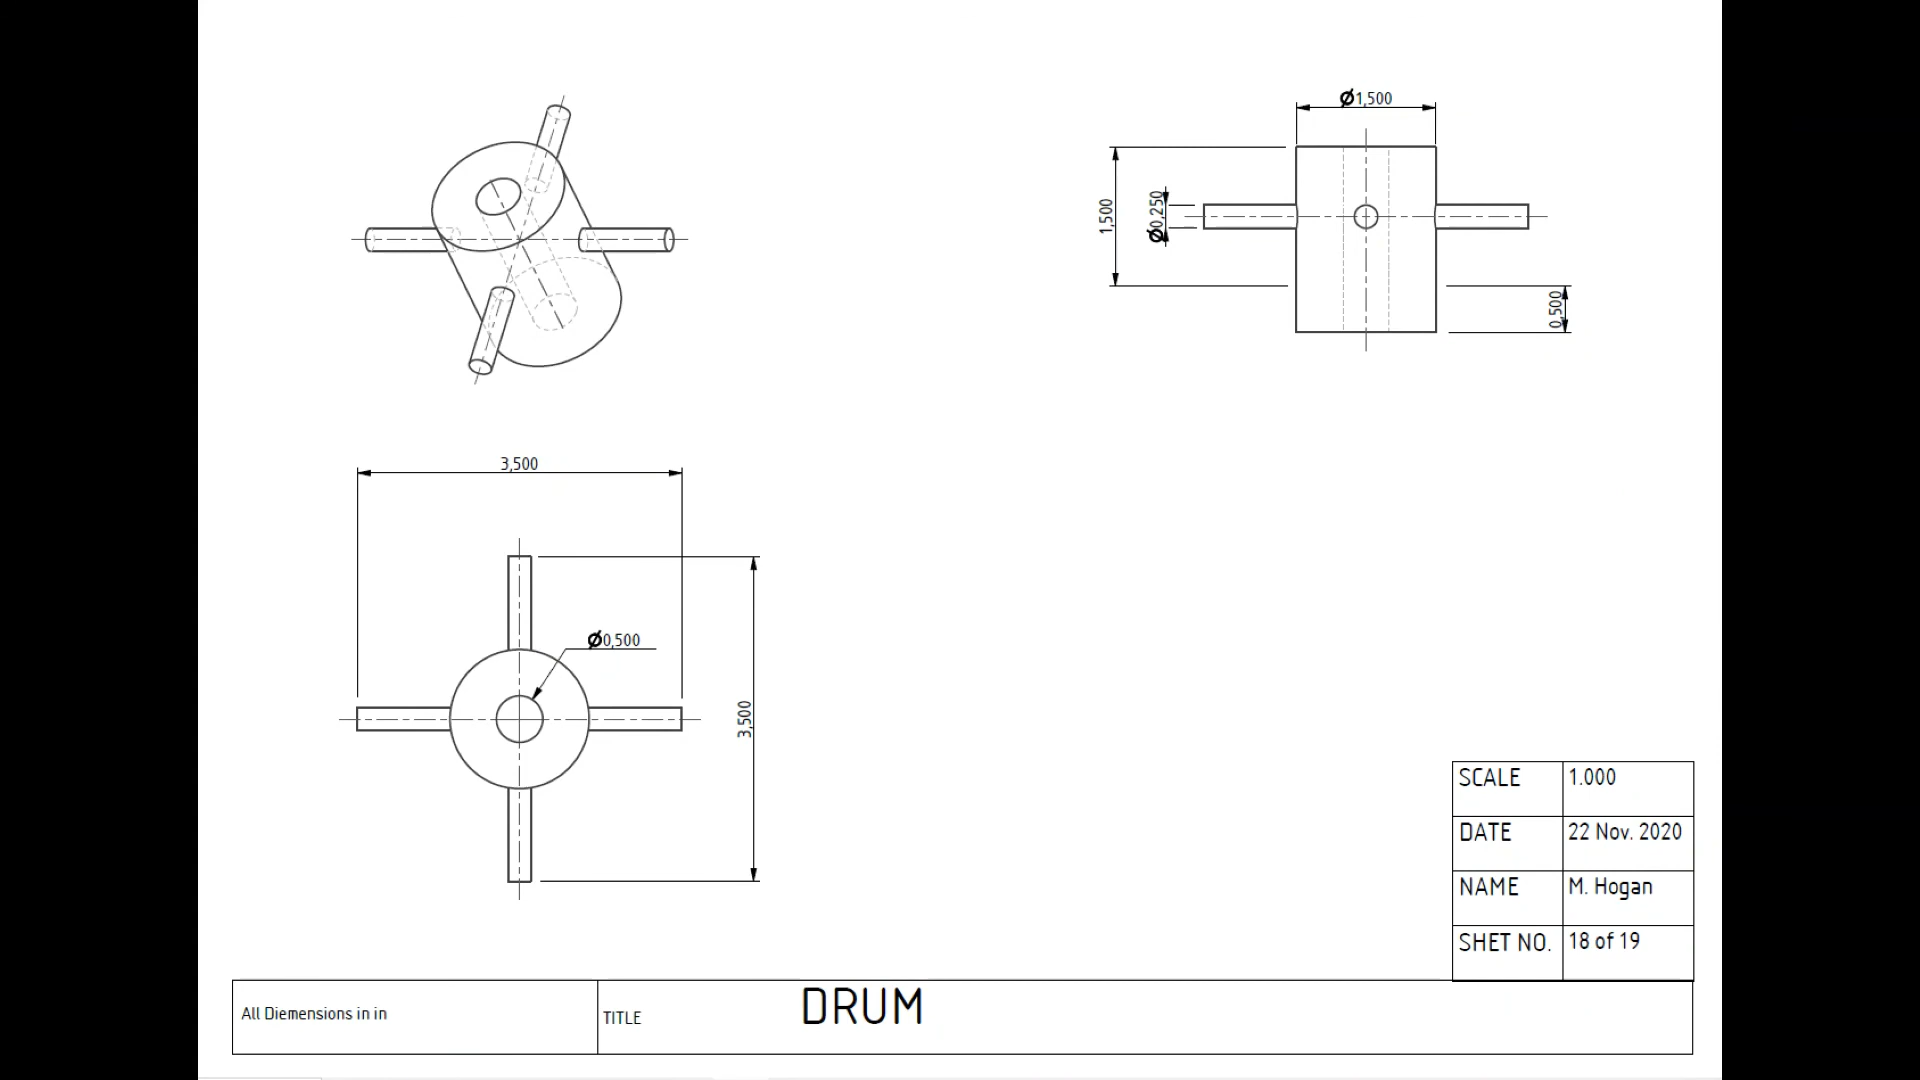 Ø1,500
1,500
Ø0,250
0,500
3,500
Ø0,500
3,500
SCALE 1.000
DATE 22 Nov. 2020
NAME M. Hogan
SHET NO. 18 of 19
All Diemensions in in
TITLE DRUM